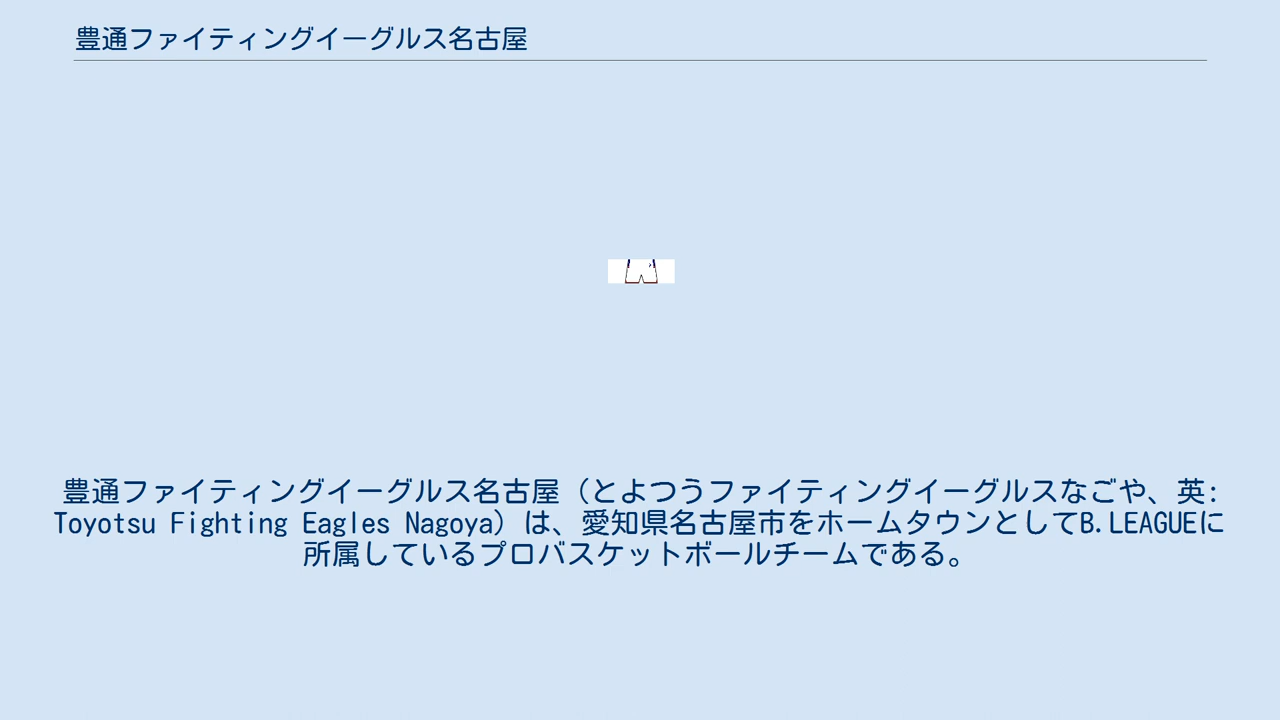 豊通ファイティングイーグルス名古屋
豊通ファイティングイーグルス名古屋（とよつうファイティングイーグルスなごや、英:
Toyotsu Fighting Eagles Nagoya）は、愛知県名古屋市をホームタウンとしてB.LEAGUEに
所属しているプロバスケットボールチームである。